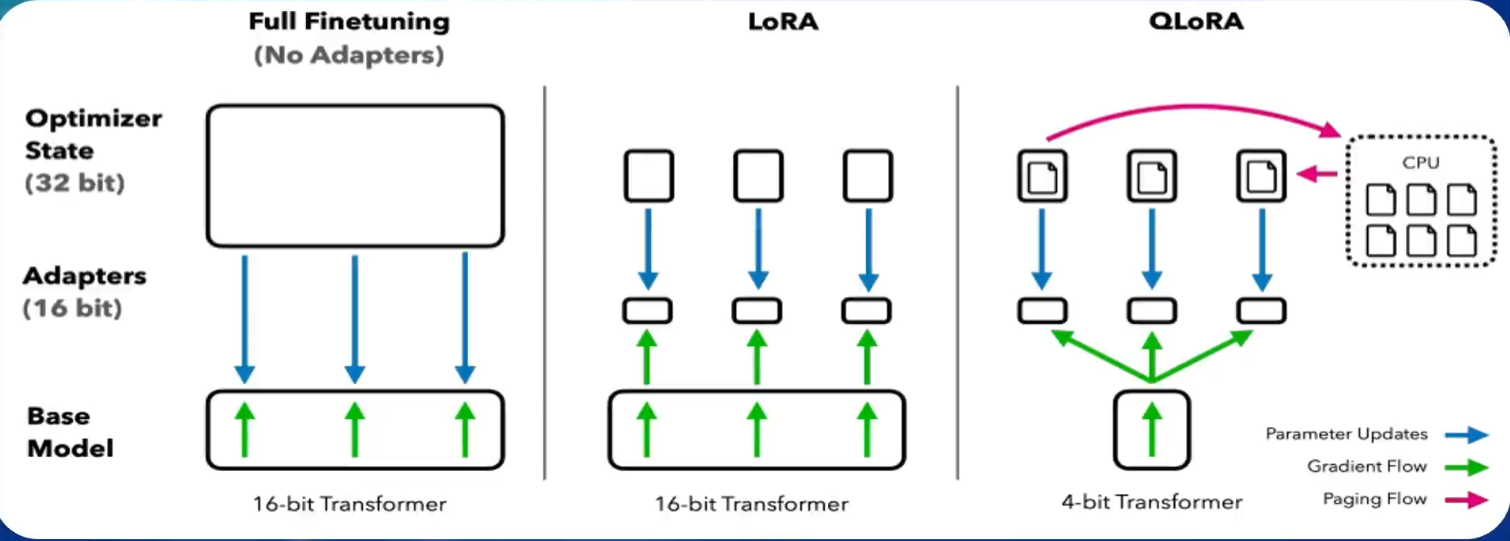 Full Finetuning
(No Adapters)
LoRA
QLoRA
Optimizer
State
(32 bit)
CPU
Adapters
(16 bit)
Base
Model
Parameter Updates
Gradient Flow
Paging Flow
16-bit Transformer
16-bit Transformer
4-bit Transformer